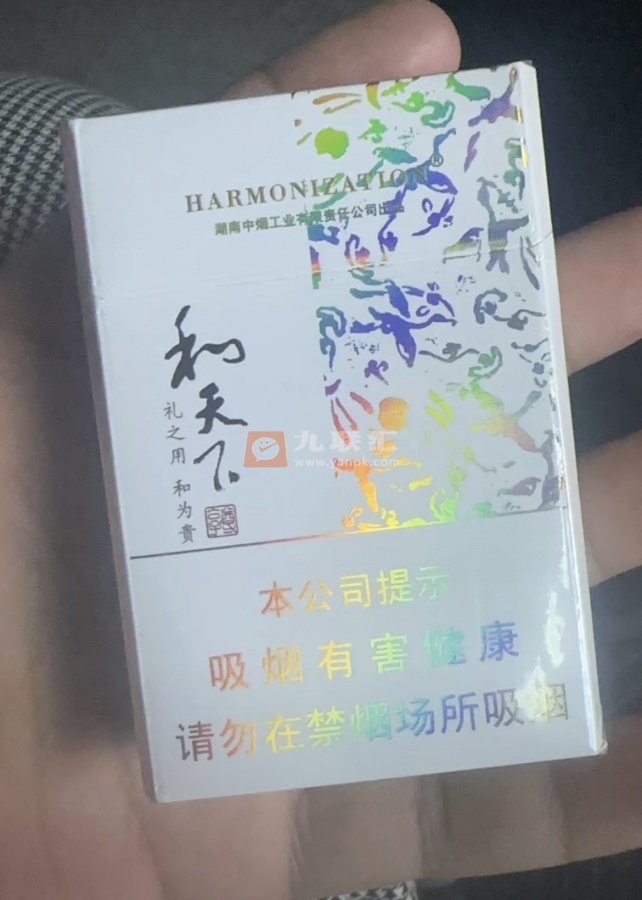 HARMONIZATION®
湖南中烟工业有限责任公司出品
和天下
礼之用 和为贵
九联汇
www.yanpk.com
本公司提示
吸烟有害健康
请勿在禁烟场所吸烟